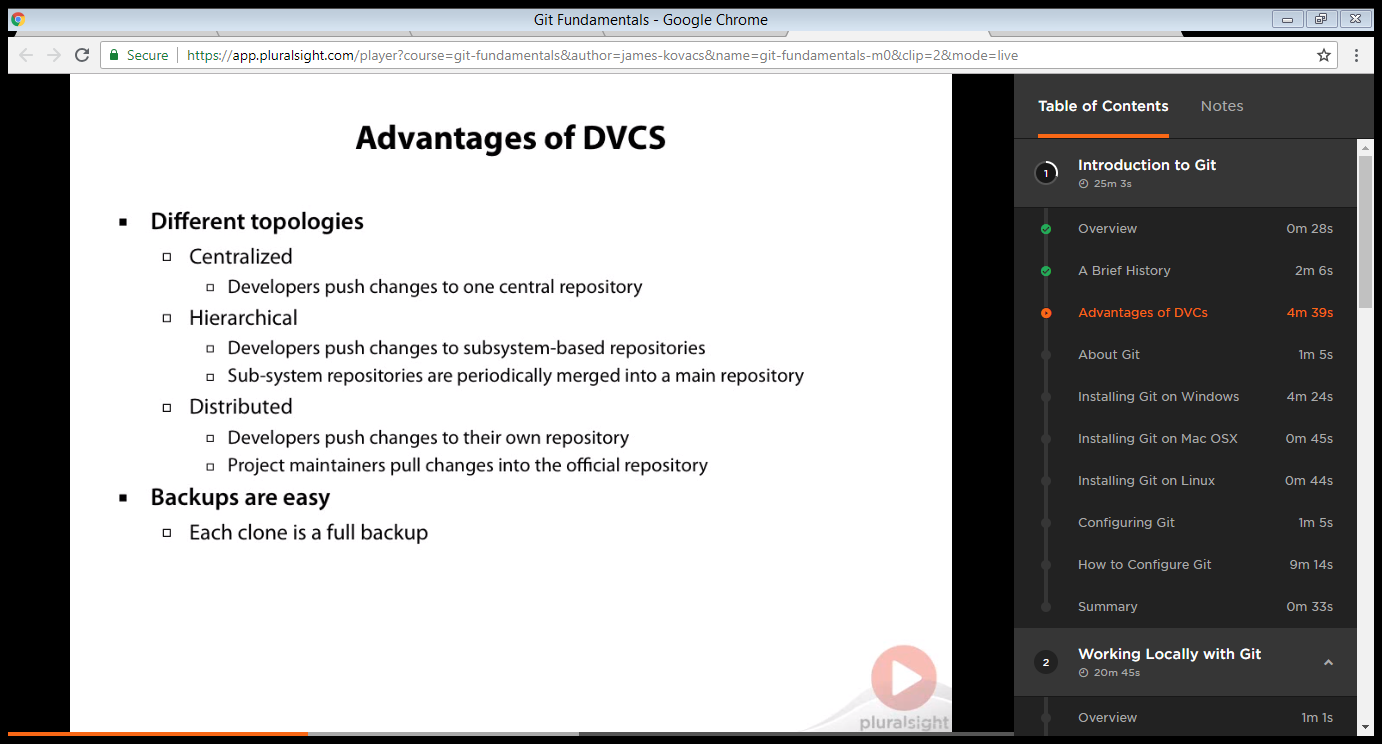 Git Fundamentals - Google Chrome
Secure
https://app.pluralsight.com/player?course=git-fundamentals&author=james-kovacs&name=git-fundamentals-m0&clip=2&mode=live
Advantages of DVCS
Different topologies
Centralized
Developers push changes to one central repository
Hierarchical
Developers push changes to subsystem-based repositories
Sub-system repositories are periodically merged into a main repository
Distributed
Developers push changes to their own repository
Project maintainers pull changes into the official repository
Backups are easy
Each clone is a full backup
pluralsight
Table of Contents Notes
1 Introduction to Git
25m 3s
Overview 0m 28s
A Brief History 2m 6s
Advantages of DVCs 4m 39s
About Git 1m 5s
Installing Git on Windows 4m 24s
Installing Git on Mac OSX 0m 45s
Installing Git on Linux 0m 44s
Configuring Git 1m 5s
How to Configure Git 9m 14s
Summary 0m 33s
2 Working Locally with Git
20m 45s
Overview 1m 1s